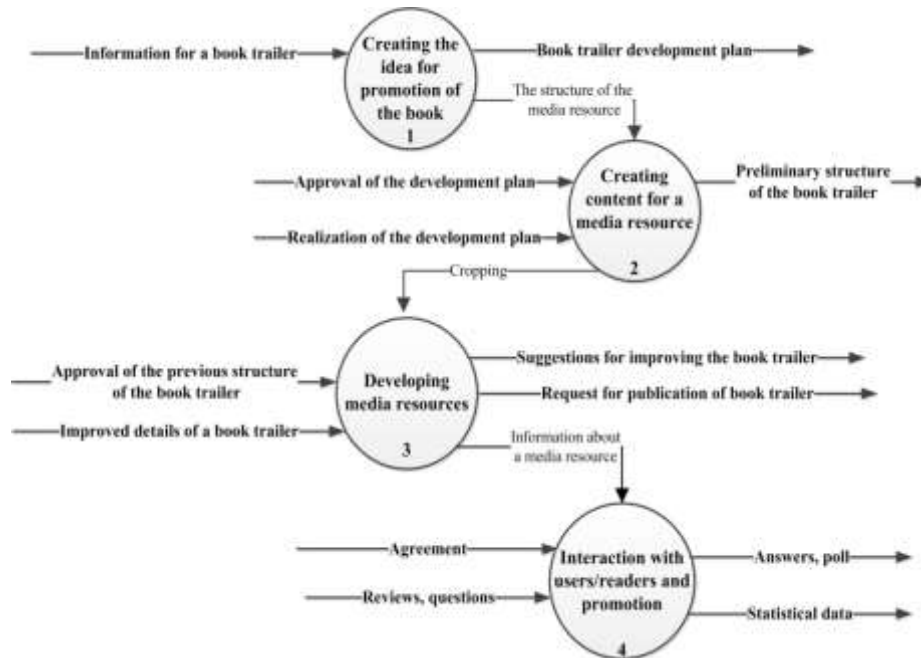 Information for a book trailer
Creating the
idea for
promotion of
the book
1
Book trailer development plan
The structure of the
media resource
Approval of the development plan
Realization of the development plan
Creating
content for a
media resource
2
Preliminary structure
of the book trailer
Cropping
Approval of the previous structure
of the book trailer
Improved details of a book trailer
Developing
media resources
3
Suggestions for improving the book trailer
Request for publication of book trailer
Information about
a media resource
Agreement
Reviews, questions
Interaction with
users/readers and
promotion
4
Answers, poll
Statistical data